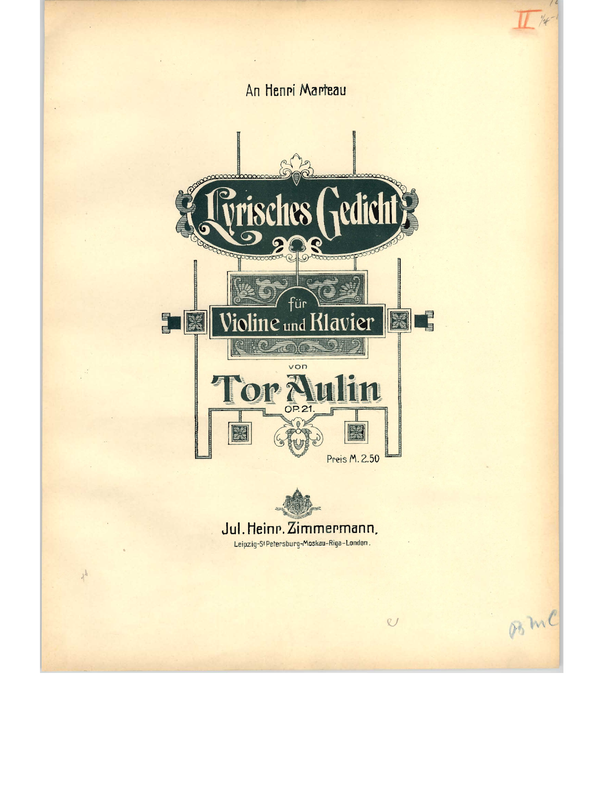 II
An Henri Marteau
Lyrisches Gedicht
für
Violine und Klavier
von
Tor Aulin
OP. 21.
Preis M. 2.50
Jul. Heinr. Zimmermann,
Leipzig-St Petersburg-Moskau-Riga-London.
BMC